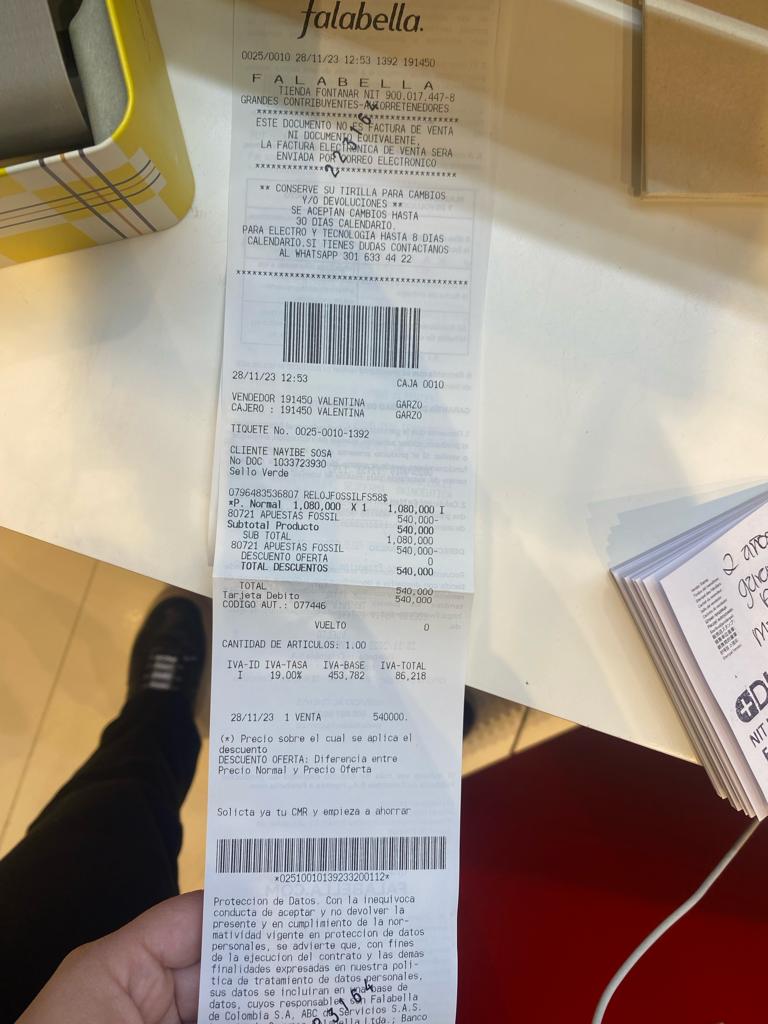 falabella.
0025/0010 28/11/23 12:53 1392 191450
F A L A B E L L A
TIENDA FONTANAR NIT 900.017.447-8
GRANDES CONTRIBUYENTES-AUTORRETENEDORES
****************************************
ESTE DOCUMENTO NO ES FACTURA DE VENTA
NI DOCUMENTO EQUIVALENTE,
LA FACTURA ELECTRONICA DE VENTA SERA
ENVIADA POR CORREO ELECTRONICO
****************************************
** CONSERVE SU TIRILLA PARA CAMBIOS
Y/O DEVOLUCIONES **
SE ACEPTAN CAMBIOS HASTA
30 DIAS CALENDARIO.
PARA ELECTRO Y TECNOLOGIA HASTA 8 DIAS
CALENDARIO.SI TIENES DUDAS CONTACTANOS
AL WHATSAPP 301 633 44 22
****************************************
28/11/23 12:53 CAJA 0010
VENDEDOR 191450 VALENTINA GARZO
CAJERO : 191450 VALENTINA GARZO
TIQUETE No. 0025-0010-1392
CLIENTE NAYIBE SOSA
No DOC 1033723930
Sello Verde
0796483536807 RELOJFOSSILFS58$
*P. Normal 1,080,000 X 1 1,080,000 I
80721 APUESTAS FOSSIL 540,000-
Subtotal Producto 540,000
SUB TOTAL 1,080,000
80721 APUESTAS FOSSIL 540,000-
DESCUENTO OFERTA 0
TOTAL DESCUENTOS 540,000
TOTAL 540,000
Tarjeta Debito 540,000
CODIGO AUT.: 077446
VUELTO 0
CANTIDAD DE ARTICULOS: 1.00
IVA-ID IVA-TASA IVA-BASE IVA-TOTAL
I 19.00% 453,782 86,218
28/11/23 1 VENTA 540000.
(*) Precio sobre el cual se aplica el
descuento
DESCUENTO OFERTA: Diferencia entre
Precio Normal y Precio Oferta
Solicta ya tu CMR y empieza a ahorrar
*02510010139233200112*
Proteccion de Datos. Con la inequivoca
conducta de aceptar y no devolver la
presente y en cumplimiento de la nor-
matividad vigente en proteccion de datos
personales, se advierte que, con fines
de la ejecucion del contrato y las demas
finalidades expresadas en nuestra poli-
tica de tratamiento de datos personales,
sus datos se incluiran en una base de
datos, cuyos responsables son Falabella
de Colombia S.A, ABC de Servicios S.A.S.
Ltda.; Banco
2
NIT